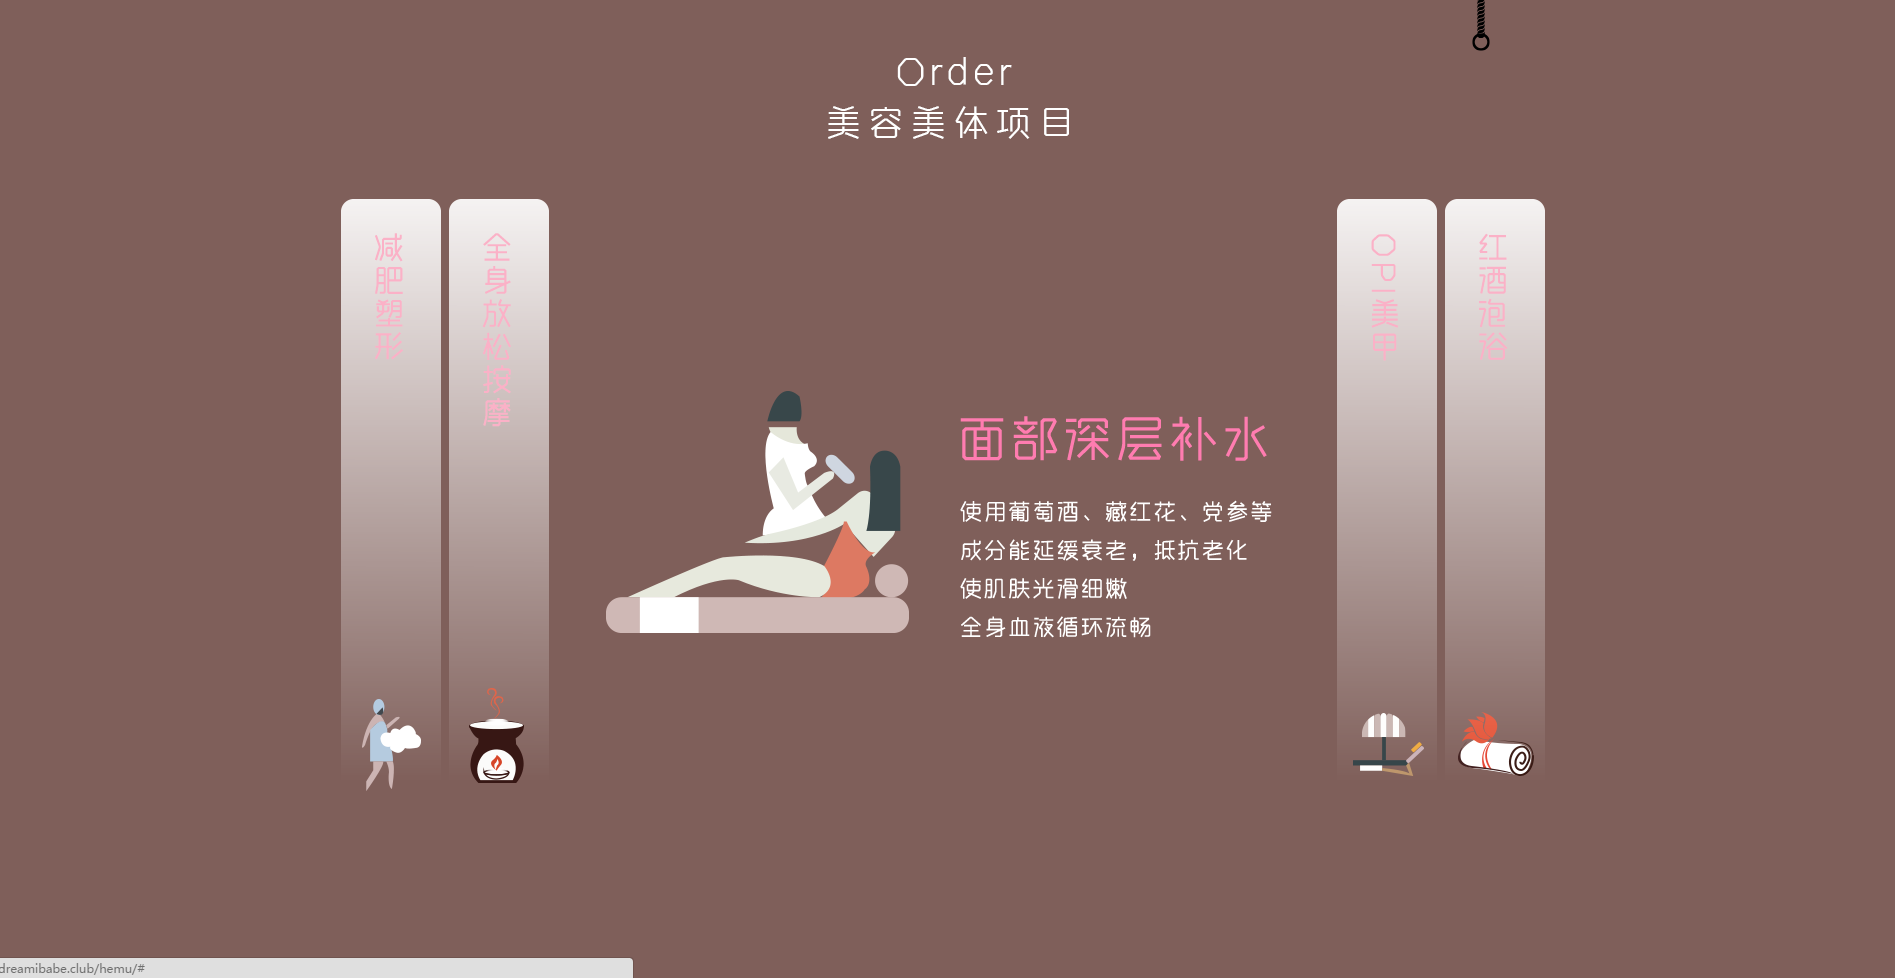 Order
美容美体项目
减肥塑形
全身放松按摩
面部深层补水
使用葡萄酒、藏红花、党参等
成分能延缓衰老，抵抗老化
使肌肤光滑细嫩
全身血液循环流畅
OPI美甲
红酒泡浴
dreamibabe.club/hemu/#